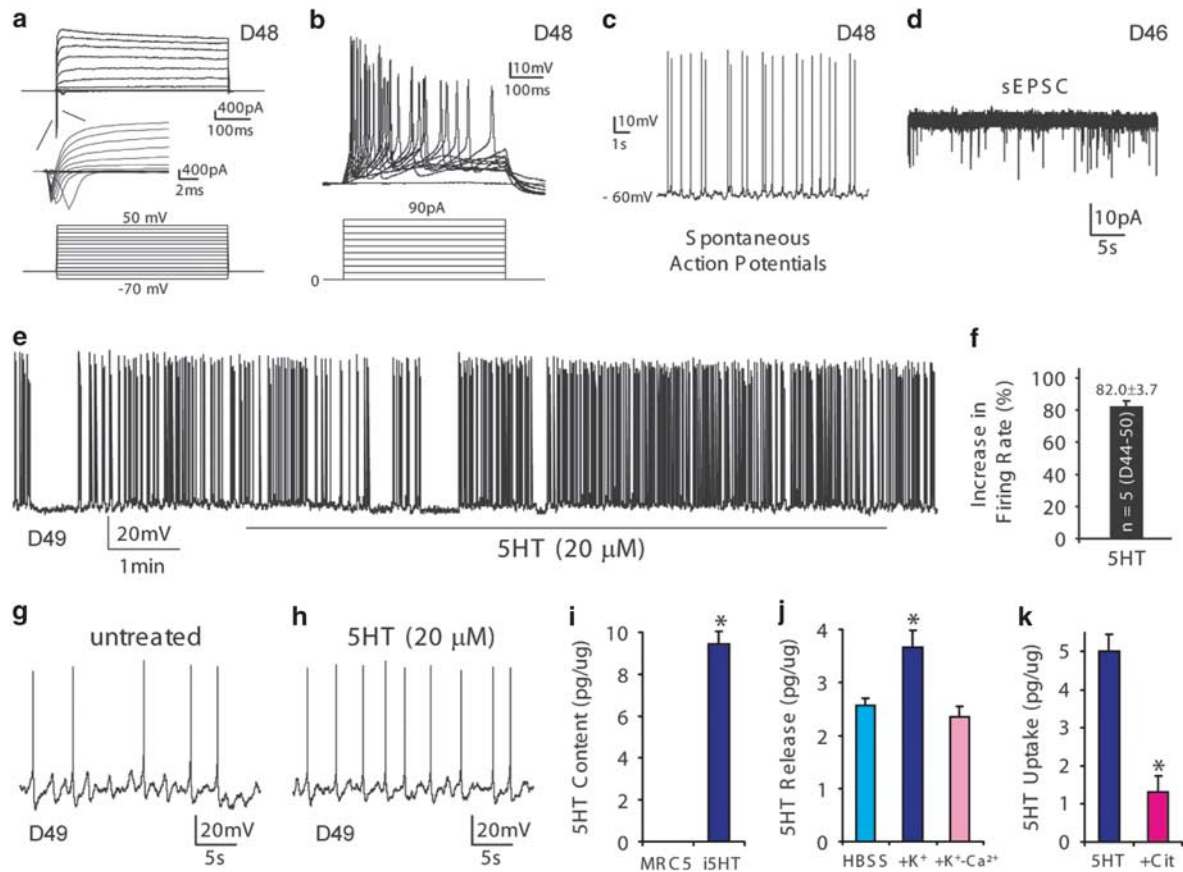 a
D48
400pA
100ms
400pA
2ms
50 mV
-70 mV
b
D48
10mV
100ms
90pA
0
c
D48
10mV
1s
- 60mV
Spontaneous
Action Potentials
d
D46
sEPSC
10pA
5s
e
D49
20mV
1min
5HT (20 μM)
f
Increase in
Firing Rate (%)
100
80
60
40
20
0
82.0±3.7
n = 5 (D44-50)
5HT
g
untreated
D49
20mV
5s
h
5HT (20 μM)
D49
20mV
5s
i
5HT Content (pg/ug)
10
8
6
4
2
0
*
MRC5 i5HT
j
5HT Release (pg/ug)
4
3
2
1
0
*
HBSS +K⁺ +K⁺-Ca²⁺
k
5HT Uptake (pg/ug)
5
4
3
2
1
0
*
5HT +Cit